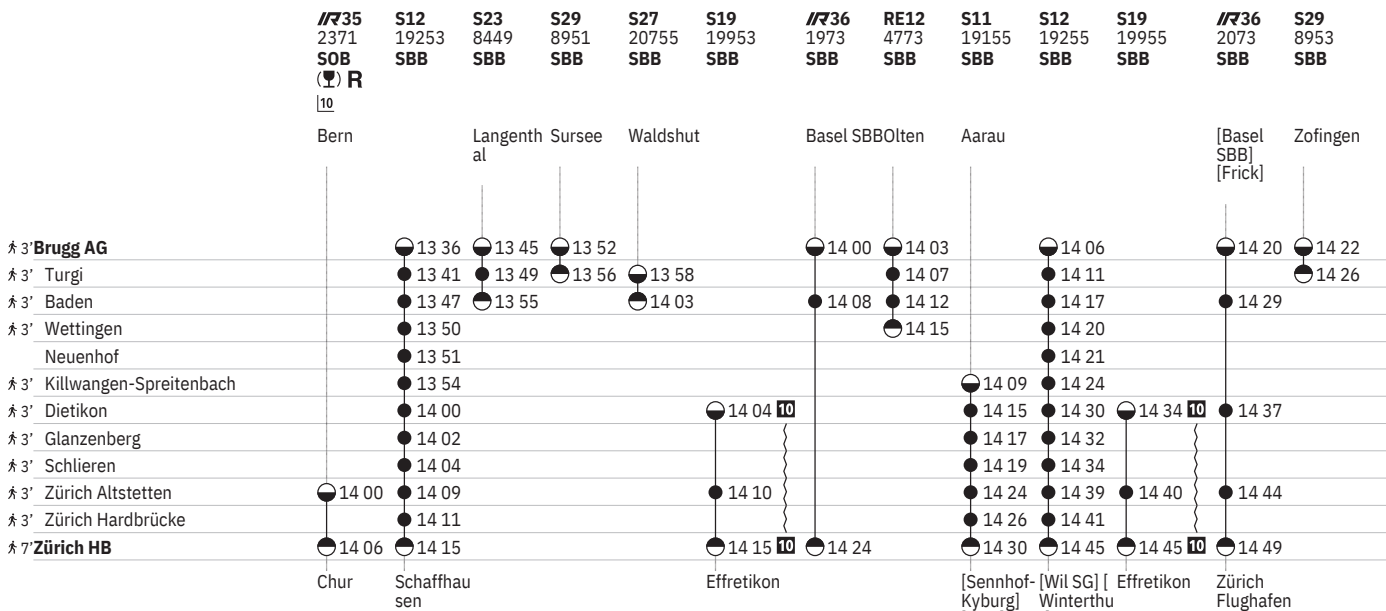 IR35 S12 S23 S29 S27 S19 IR36 RE12 S11 S12 S19 IR36 S29
2371 19253 8449 8951 20755 19953 1973 4773 19155 19255 19955 2073 8953
SOB SBB SBB SBB SBB SBB SBB SBB SBB SBB SBB SBB SBB
R
10
Bern Langenth Sursee Waldshut Basel SBBOlten Aarau [Basel Zofingen
al SBB]
[Frick]
3' Brugg AG 13 36 13 45 13 52 14 00 14 03 14 06 14 20 14 22
3' Turgi 13 41 13 49 13 56 13 58 14 07 14 11 14 26
3' Baden 13 47 13 55 14 03 14 08 14 12 14 17 14 29
3' Wettingen 13 50 14 15 14 20
Neuenhof 13 51 14 21
3' Killwangen-Spreitenbach 13 54 14 09 14 24
3' Dietikon 14 00 14 04 10 14 15 14 30 14 34 10 14 37
3' Glanzenberg 14 02 14 17 14 32
3' Schlieren 14 04 14 19 14 34
3' Zürich Altstetten 14 00 14 09 14 10 14 24 14 39 14 40 14 44
3' Zürich Hardbrücke 14 11 14 26 14 41
7' Zürich HB 14 06 14 15 14 15 10 14 24 14 30 14 45 14 45 10 14 49
Chur Schaffhau Effretikon [Sennhof- [Wil SG] [ Effretikon Zürich
sen Kyburg] Winterthu Flughafen